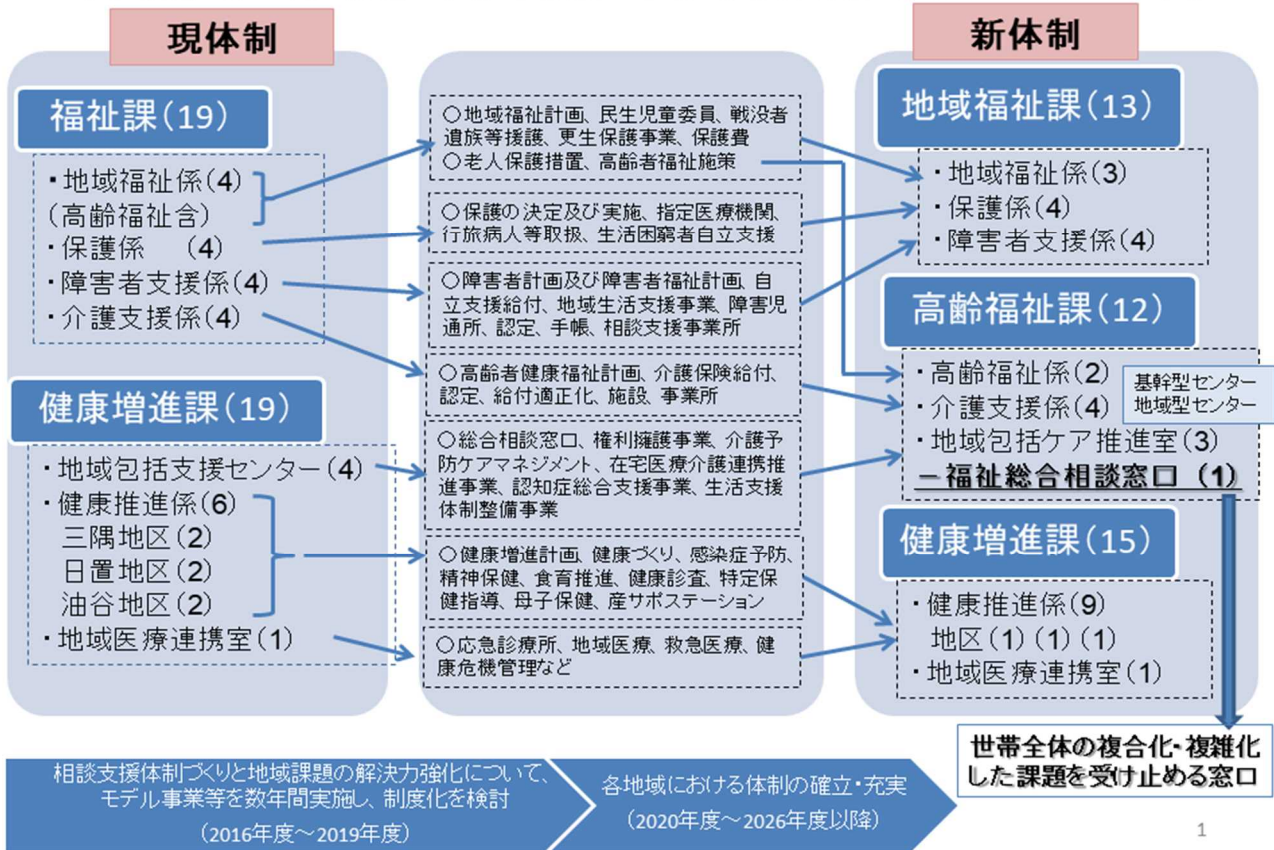 現体制
福祉課(19)
・地域福祉係(4)
(高齢福祉含)
・保護係 (4)
・障害者支援係(4)
・介護支援係(4)
健康増進課(19)
・地域包括支援センター(4)
・健康推進係(6)
三隅地区(2)
日置地区(2)
油谷地区(2)
・地域医療連携室(1)
○地域福祉計画、民生児童委員、戦没者
遺族等援護、更生保護事業、保護費
○老人保護措置、高齢者福祉施策
○保護の決定及び実施、指定医療機関、
行旅病人等取扱、生活困窮者自立支援
○障害者計画及び障害者福祉計画、自
立支援給付、地域生活支援事業、障害児
通所、認定、手帳、相談支援事業所
○高齢者健康福祉計画、介護保険給付、
認定、給付適正化、施設、事業所
○総合相談窓口、権利擁護事業、介護予
防ケアマネジメント、在宅医療介護連携推
進事業、認知症総合支援事業、生活支援
体制整備事業
○健康増進計画、健康づくり、感染症予防、
精神保健、食育推進、健康診査、特定保
健指導、母子保健、産サポステーション
○応急診療所、地域医療、救急医療、健
康危機管理など
新体制
地域福祉課(13)
・地域福祉係(3)
・保護係(4)
・障害者支援係(4)
高齢福祉課(12)
・高齢福祉係(2)
・介護支援係(4)
・地域包括ケア推進室(3)
－福祉総合相談窓口（1）
基幹型センター
地域型センター
健康増進課(15)
・健康推進係(9)
地区(1)(1)(1)
・地域医療連携室(1)
世帯全体の複合化・複雑化
した課題を受け止める窓口
相談支援体制づくりと地域課題の解決力強化について、
モデル事業等を数年間実施し、制度化を検討
(2016年度～2019年度)
各地域における体制の確立・充実
(2020年度～2026年度以降)
1